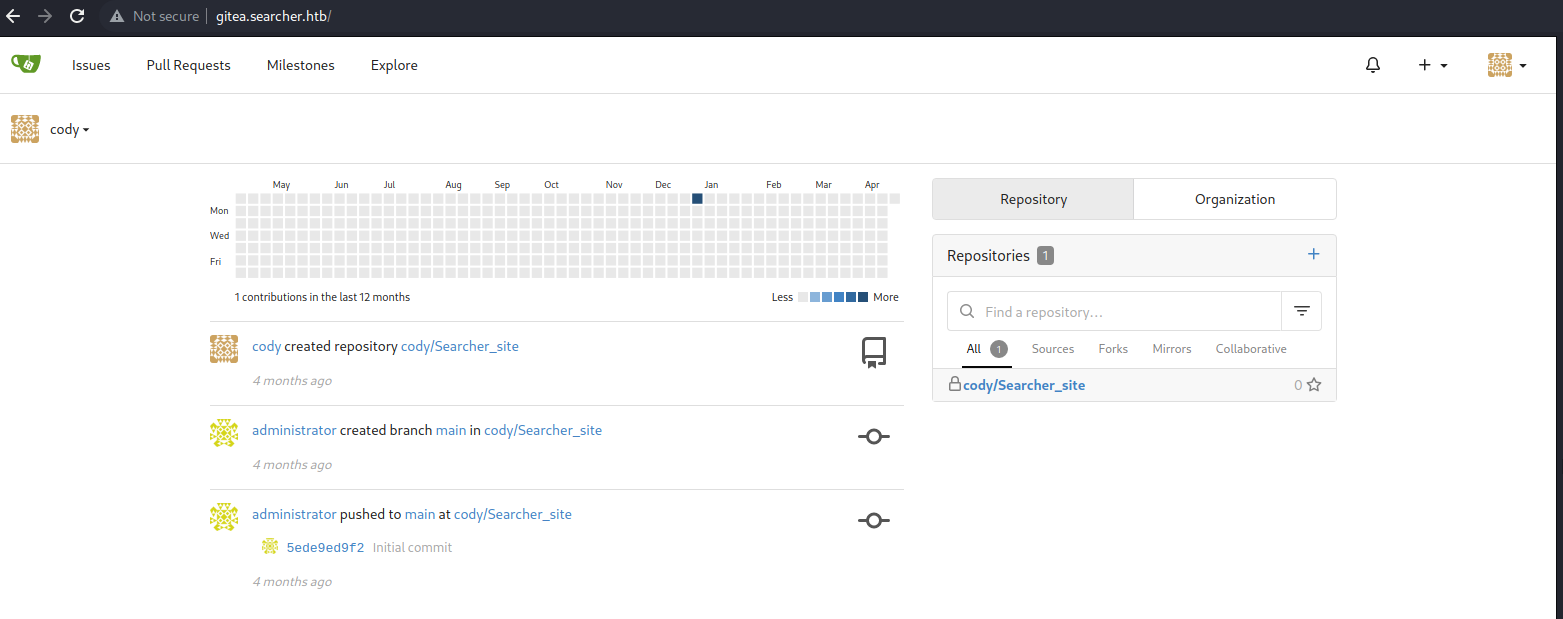 Not secure gitea.searcher.htb/
Issues Pull Requests Milestones Explore
cody
May Jun Jul Aug Sep Oct Nov Dec Jan Feb Mar Apr
Mon
Wed
Fri
1 contributions in the last 12 months Less More
cody created repository cody/Searcher_site
4 months ago
administrator created branch main in cody/Searcher_site
4 months ago
administrator pushed to main at cody/Searcher_site
5ede9ed9f2 Initial commit
4 months ago
Repository Organization
Repositories 1
Find a repository...
All 1 Sources Forks Mirrors Collaborative
cody/Searcher_site 0